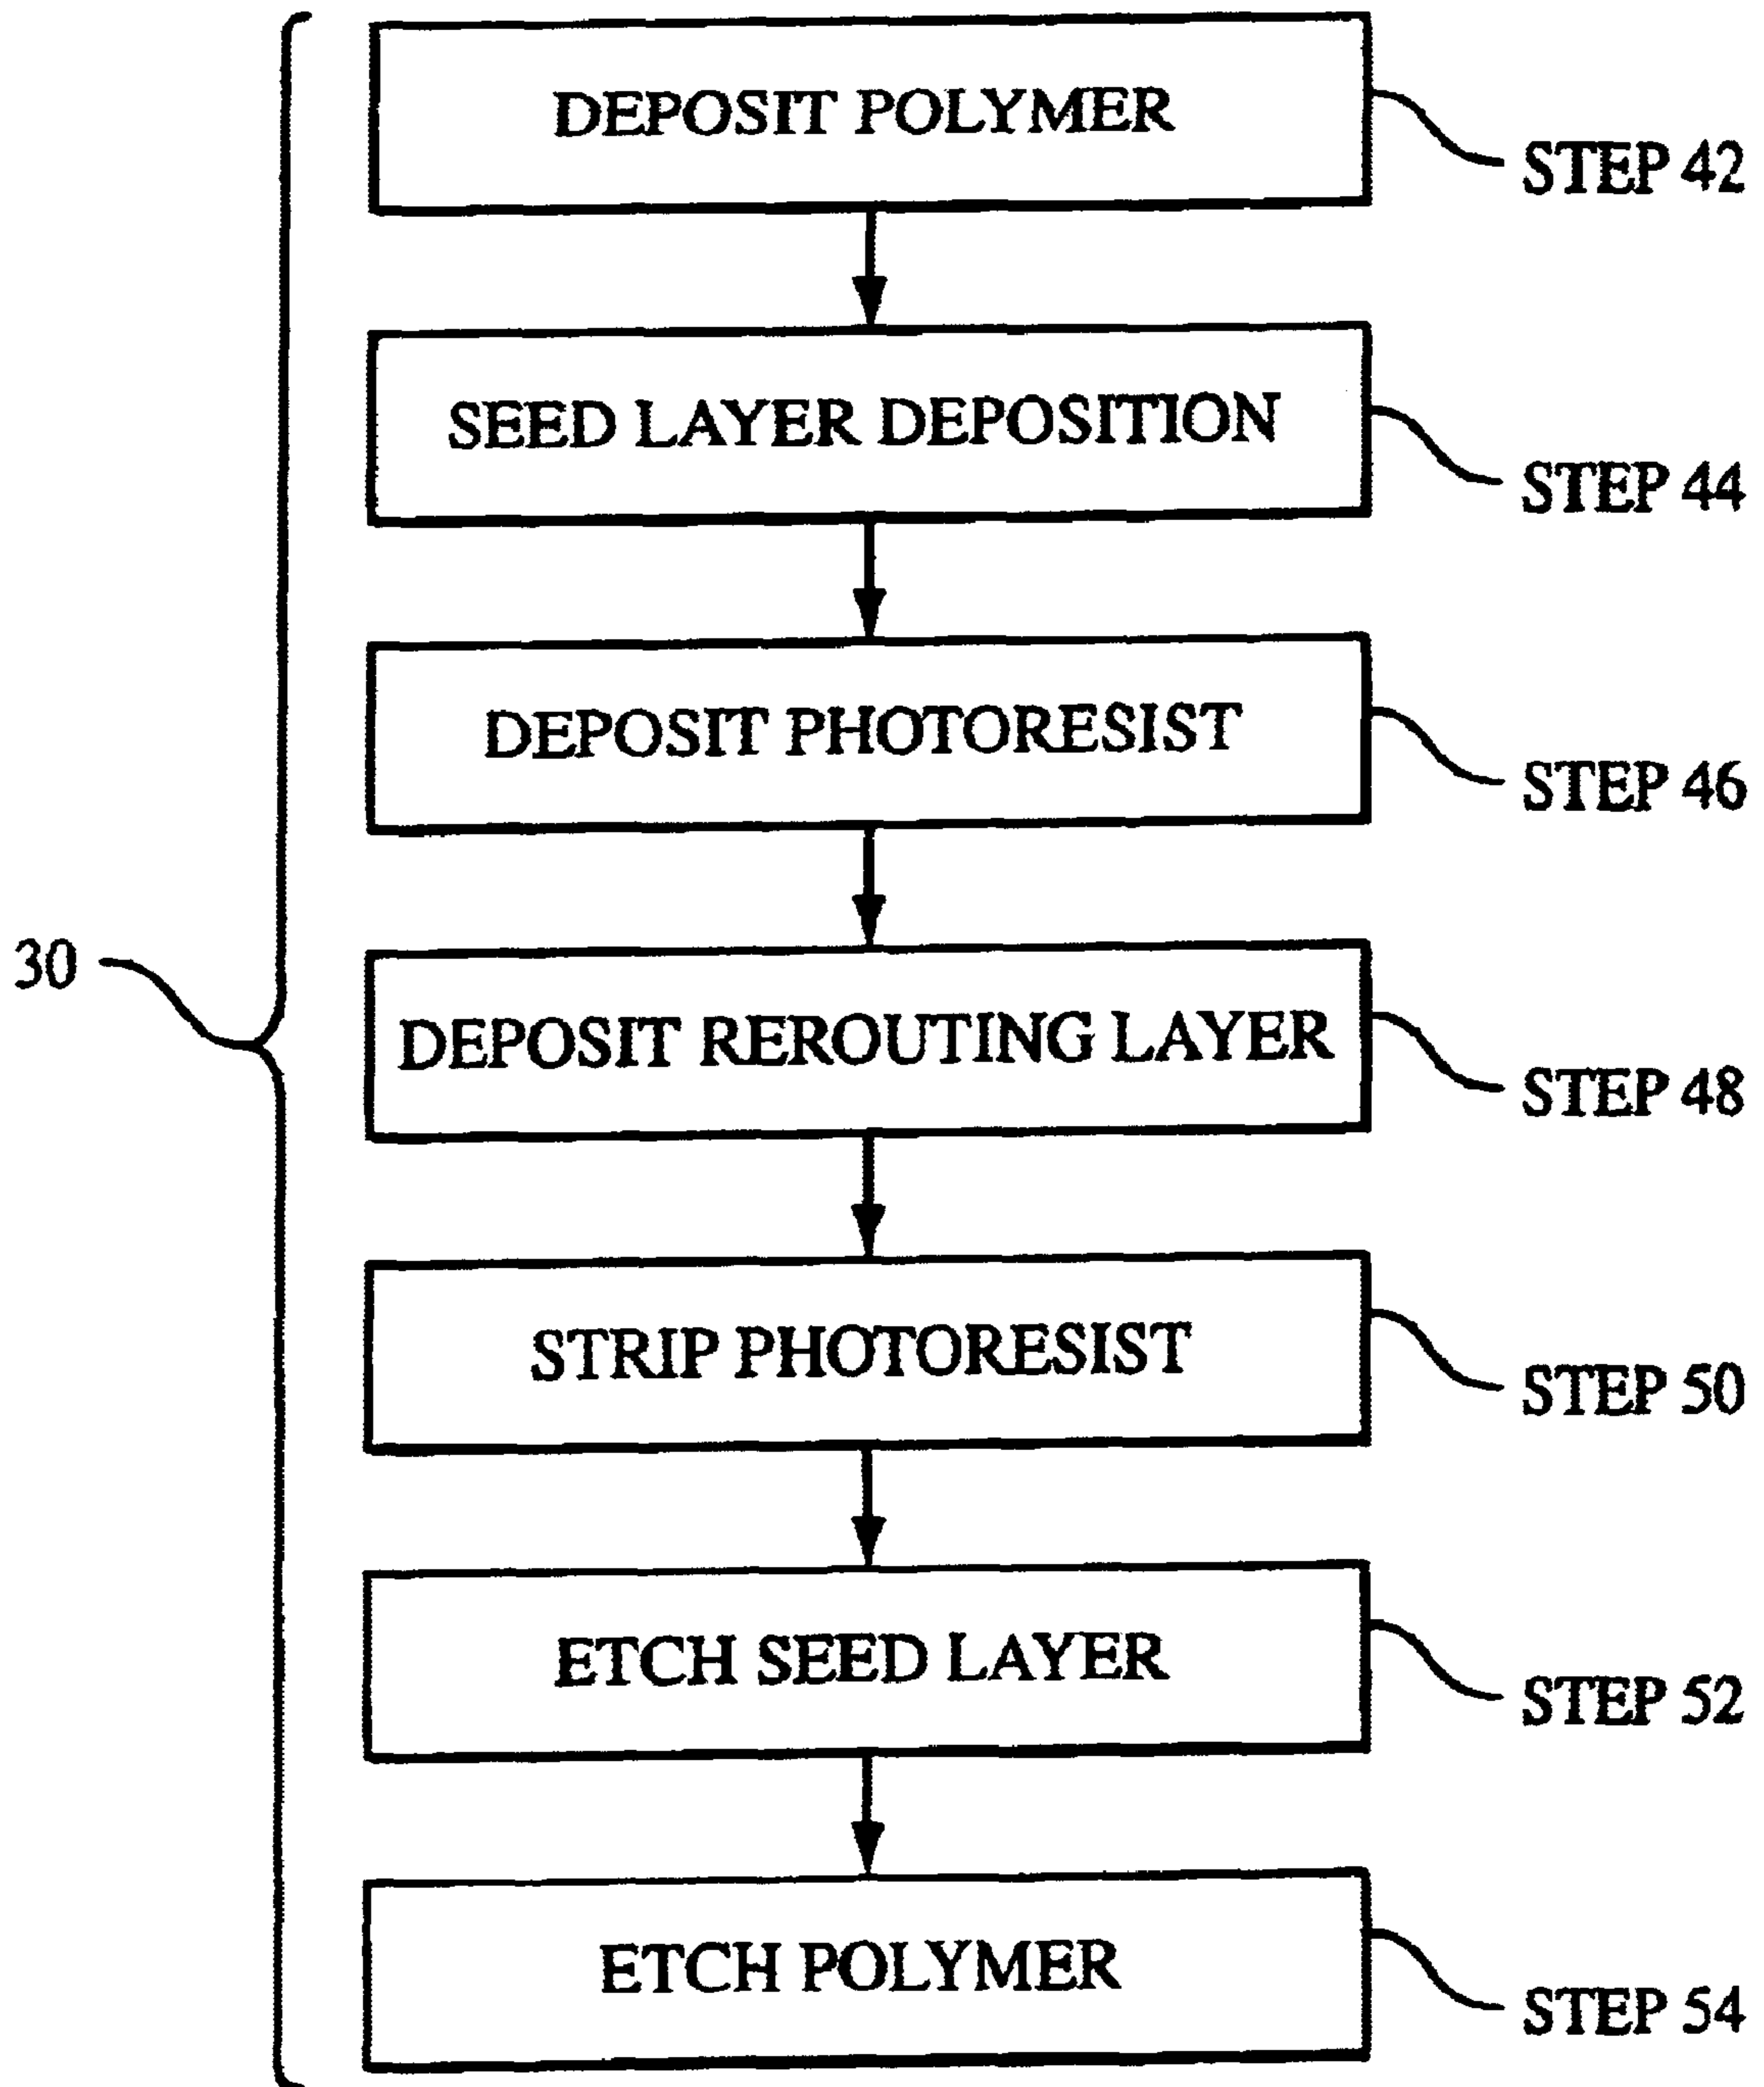 DEPOSIT POLYMER
STEP 42
SEED LAYER DEPOSITION
STEP 44
DEPOSIT PHOTORESIST
STEP 46
30
DEPOSIT REROUTING LAYER
STEP 48
STRIP PHOTORESIST
STEP 50
ETCH SEED LAYER
STEP 52
ETCH POLYMER
STEP 54